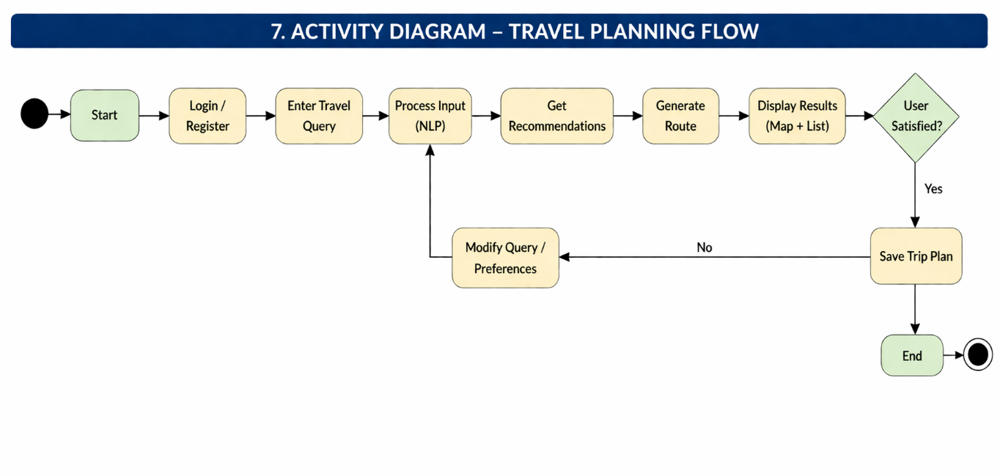 7. ACTIVITY DIAGRAM – TRAVEL PLANNING FLOW
Start
Login /
Register
Enter Travel
Query
Process Input
(NLP)
Get
Recommendations
Generate
Route
Display Results
(Map + List)
User
Satisfied?
Yes
Modify Query /
Preferences
No
Save Trip Plan
End